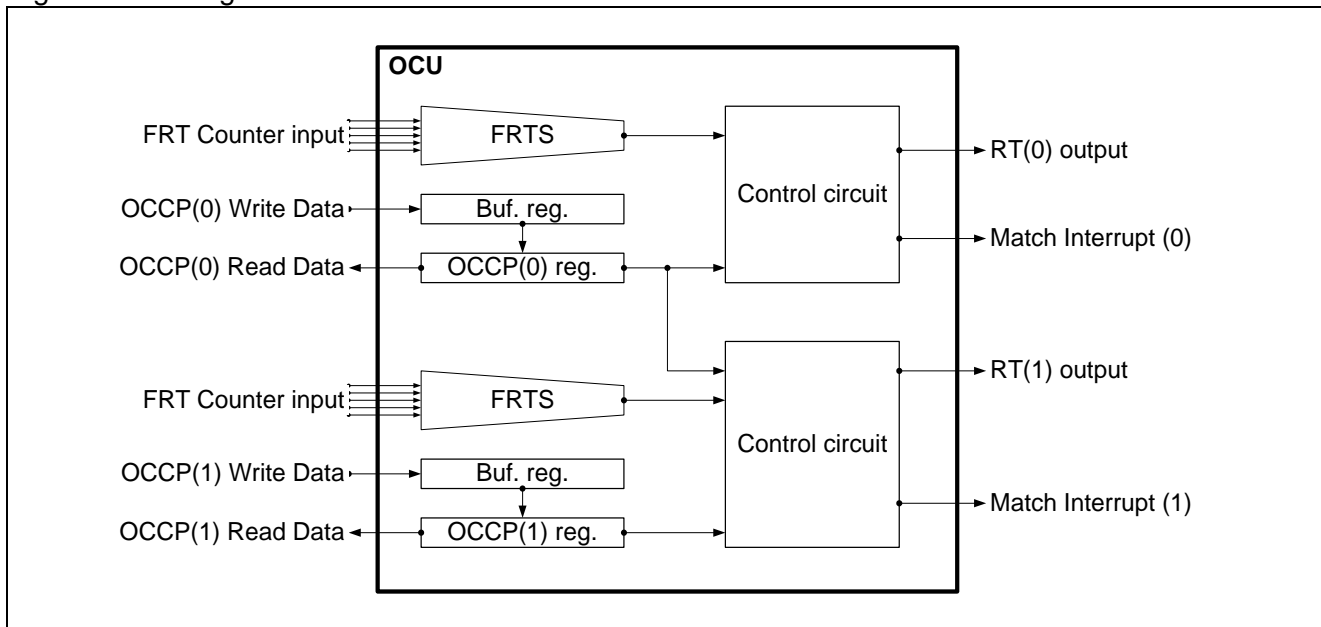 OCU
FRT Counter input
FRTS
RT(0) output
Control circuit
OCCP(0) Write Data
Buf. reg.
Match Interrupt (0)
OCCP(0) Read Data
OCCP(0) reg.
RT(1) output
FRT Counter input
FRTS
Control circuit
OCCP(1) Write Data
Buf. reg.
Match Interrupt (1)
OCCP(1) Read Data
OCCP(1) reg.